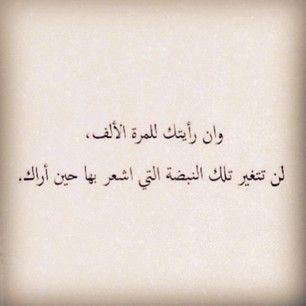 وان رأيتك للمرة الألف،
لن تتغير تلك النبضة التي اشعر بها حين أراك.